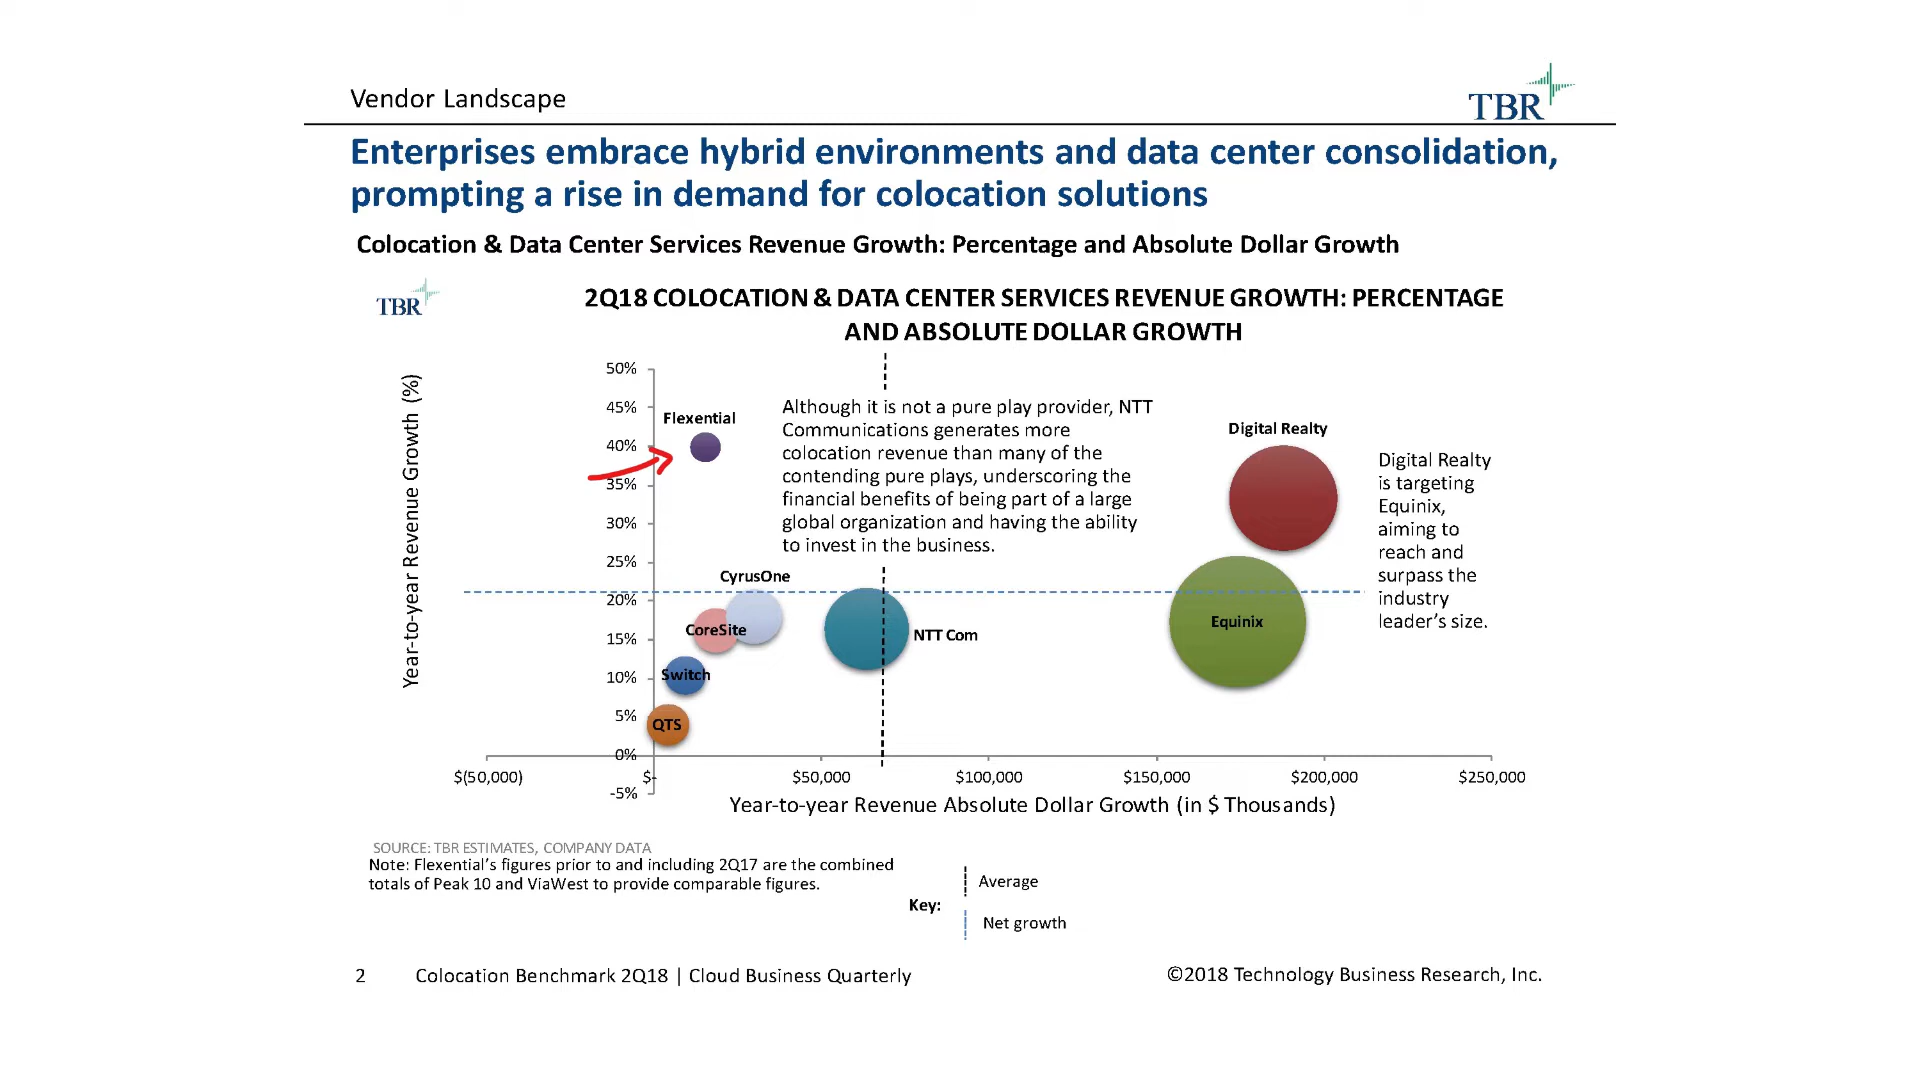 Vendor Landscape
TBR
Enterprises embrace hybrid environments and data center consolidation,
prompting a rise in demand for colocation solutions
Colocation & Data Center Services Revenue Growth: Percentage and Absolute Dollar Growth
TBR
2Q18 COLOCATION & DATA CENTER SERVICES REVENUE GROWTH: PERCENTAGE
AND ABSOLUTE DOLLAR GROWTH
Year-to-year Revenue Growth (%)
50%
45%
40%
35%
30%
25%
20%
15%
10%
5%
0%
-5%
Flexential
Although it is not a pure play provider, NTT
Communications generates more
colocation revenue than many of the
contending pure plays, underscoring the
financial benefits of being part of a large
global organization and having the ability
to invest in the business.
Digital Realty
Digital Realty
is targeting
Equinix,
aiming to
reach and
surpass the
industry
leader's size.
CyrusOne
CoreSite
NTT Com
Equinix
Switch
QTS
$(50,000)
$-
$50,000
$100,000
$150,000
$200,000
$250,000
Year-to-year Revenue Absolute Dollar Growth (in $ Thousands)
SOURCE: TBR ESTIMATES, COMPANY DATA
Note: Flexential's figures prior to and including 2Q17 are the combined
totals of Peak 10 and ViaWest to provide comparable figures.
Key:
Average
Net growth
2 Colocation Benchmark 2Q18 | Cloud Business Quarterly
©2018 Technology Business Research, Inc.